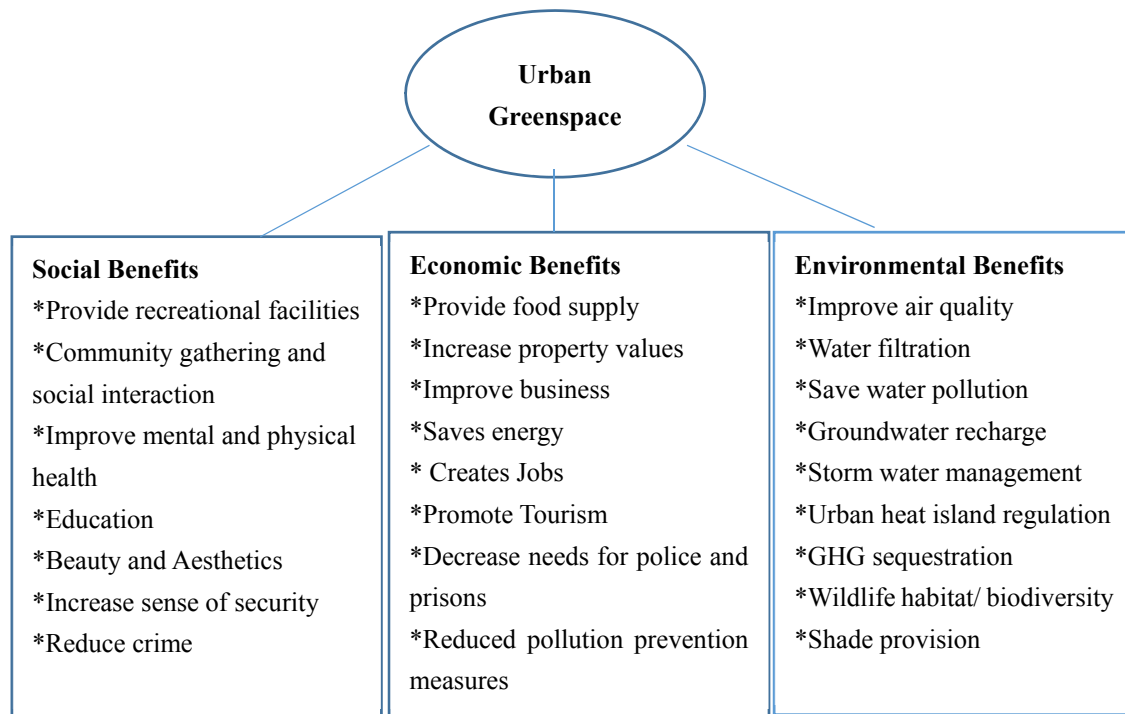 Urban
Greenspace
Social Benefits
*Provide recreational facilities
*Community gathering and
social interaction
*Improve mental and physical
health
*Education
*Beauty and Aesthetics
*Increase sense of security
*Reduce crime
Economic Benefits
*Provide food supply
*Increase property values
*Improve business
*Saves energy
* Creates Jobs
*Promote Tourism
*Decrease needs for police and
prisons
*Reduced pollution prevention
measures
Environmental Benefits
*Improve air quality
*Water filtration
*Save water pollution
*Groundwater recharge
*Storm water management
*Urban heat island regulation
*GHG sequestration
*Wildlife habitat/ biodiversity
*Shade provision